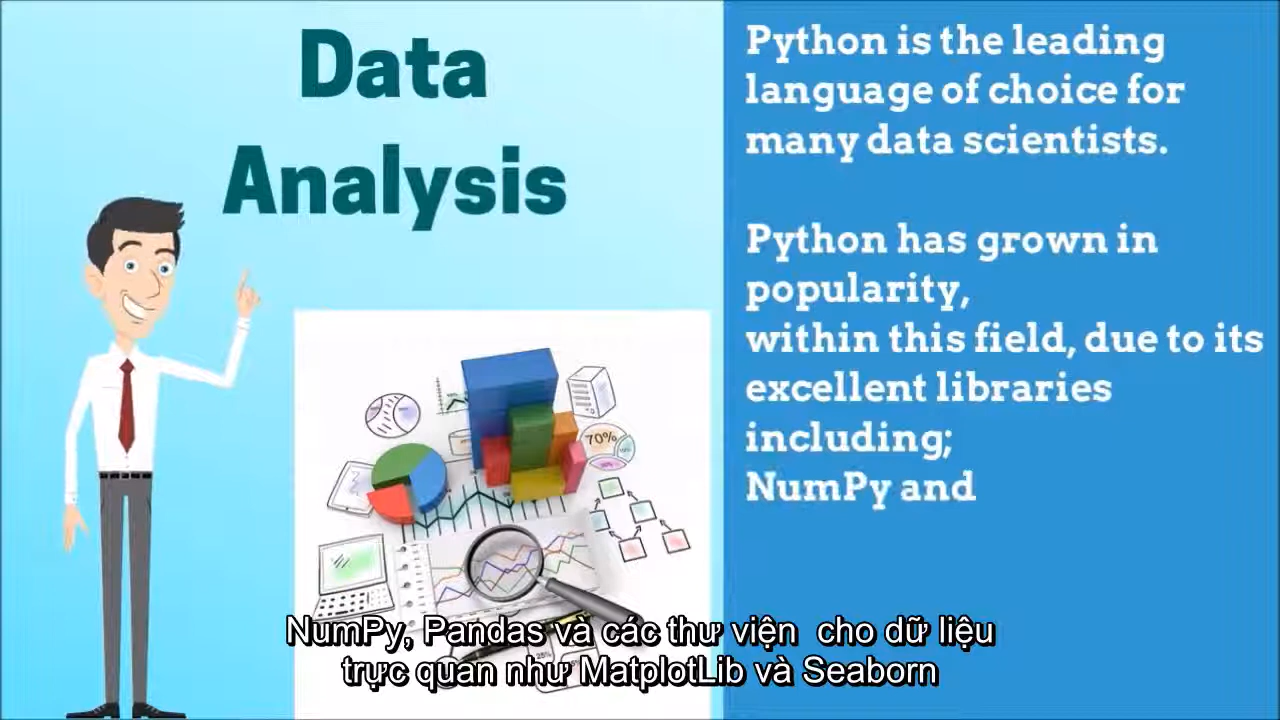 Data
Analysis
Python is the leading
language of choice for
many data scientists.
Python has grown in
popularity,
within this field, due to its
excellent libraries
including;
NumPy and
70%
NumPy, Pandas và các thư viện cho dữ liệu
trực quan như MatplotLib và Seaborn